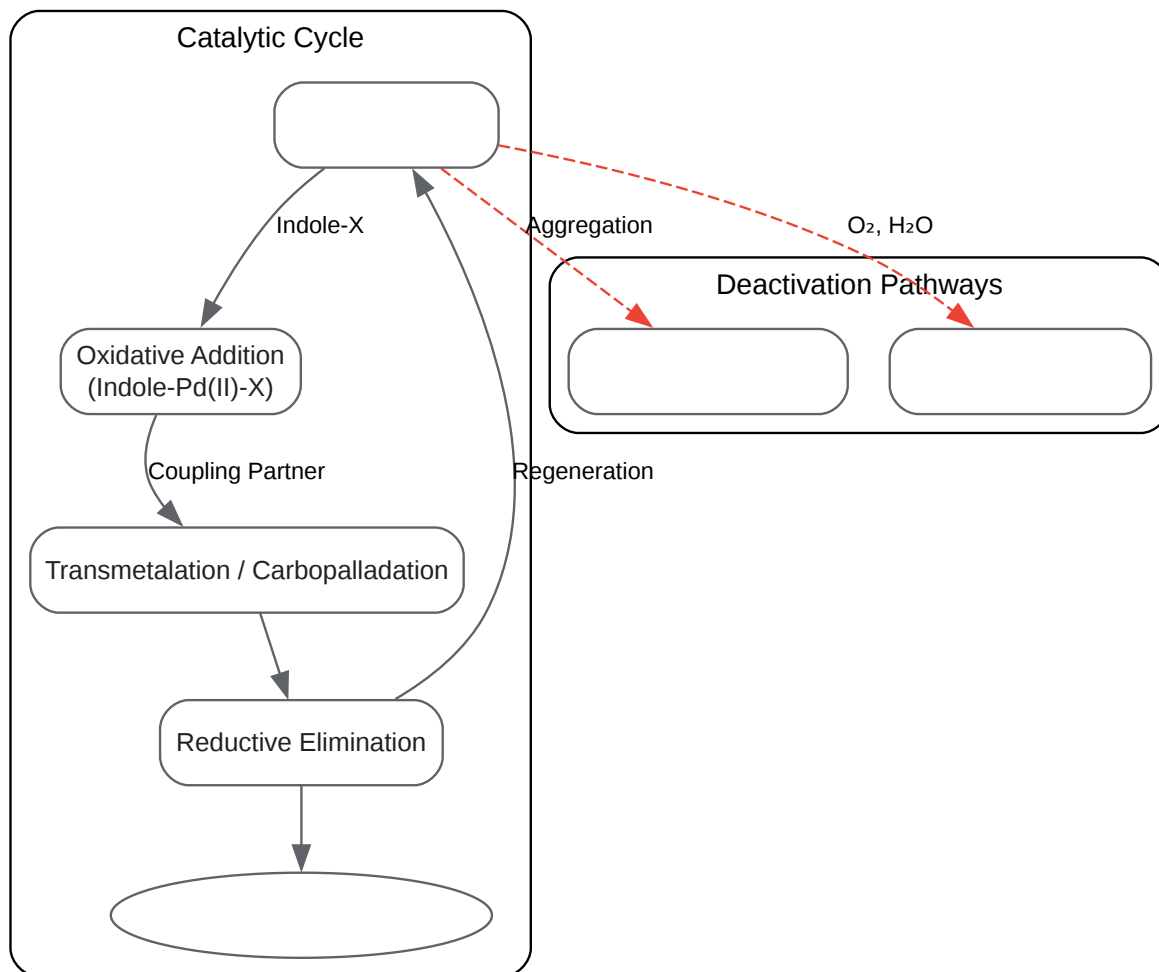 Catalytic Cycle
Indole-X
Aggregation
O₂, H₂O
Deactivation Pathways
Oxidative Addition
(Indole-Pd(II)-X)
Coupling Partner
Regeneration
Transmetalation / Carbopalladation
Reductive Elimination